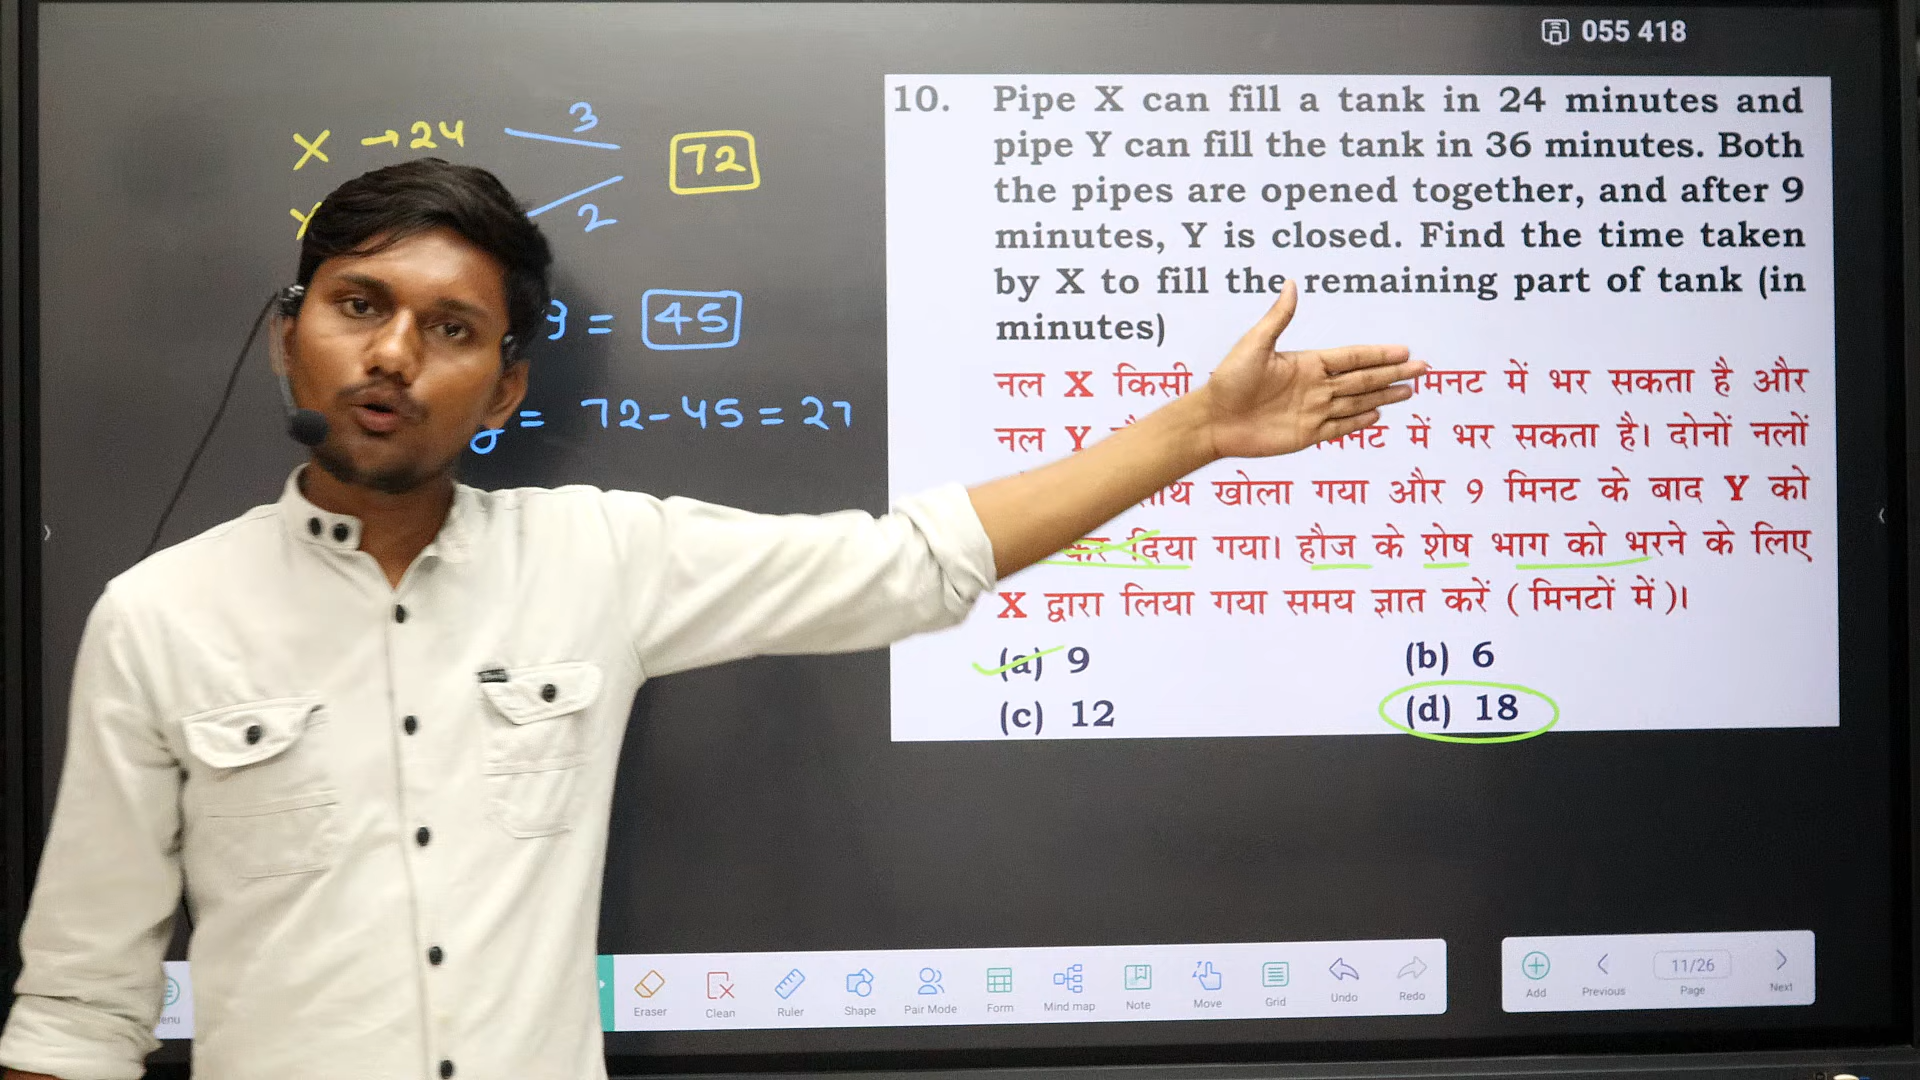 055 418
X → 24
3
72
2
9 = 45
= 72 - 45 = 27
10. Pipe X can fill a tank in 24 minutes and
pipe Y can fill the tank in 36 minutes. Both
the pipes are opened together, and after 9
minutes, Y is closed. Find the time taken
by X to fill the remaining part of tank (in
minutes)
नल X किसी मिनट में भर सकता है और
नल Y में भर सकता है। दोनों नलों
खोला गया और 9 मिनट के बाद Y को
कर दिया गया। हौज के शेष भाग को भरने के लिए
X द्वारा लिया गया समय ज्ञात करें ( मिनटों में )।
(a) 9 (b) 6
(c) 12 (d) 18
Eraser Clean Ruler Shape Pair Mode Form Mind map Note Move Grid Undo Redo
Add Previous 11/26 Page Next